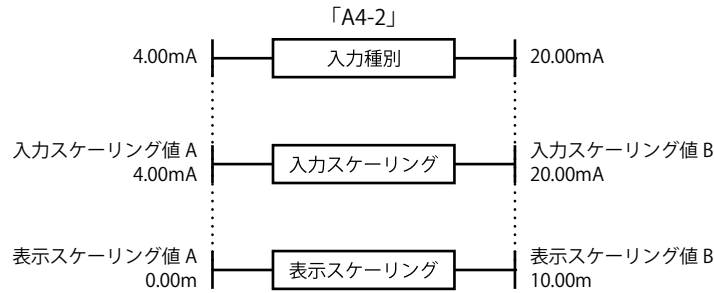 「A4-2」
4.00mA 入力種別 20.00mA
入力スケーリング値 A
4.00mA
入力スケーリング
入力スケーリング値 B
20.00mA
表示スケーリング値 A
0.00m
表示スケーリング
表示スケーリング値 B
10.00m